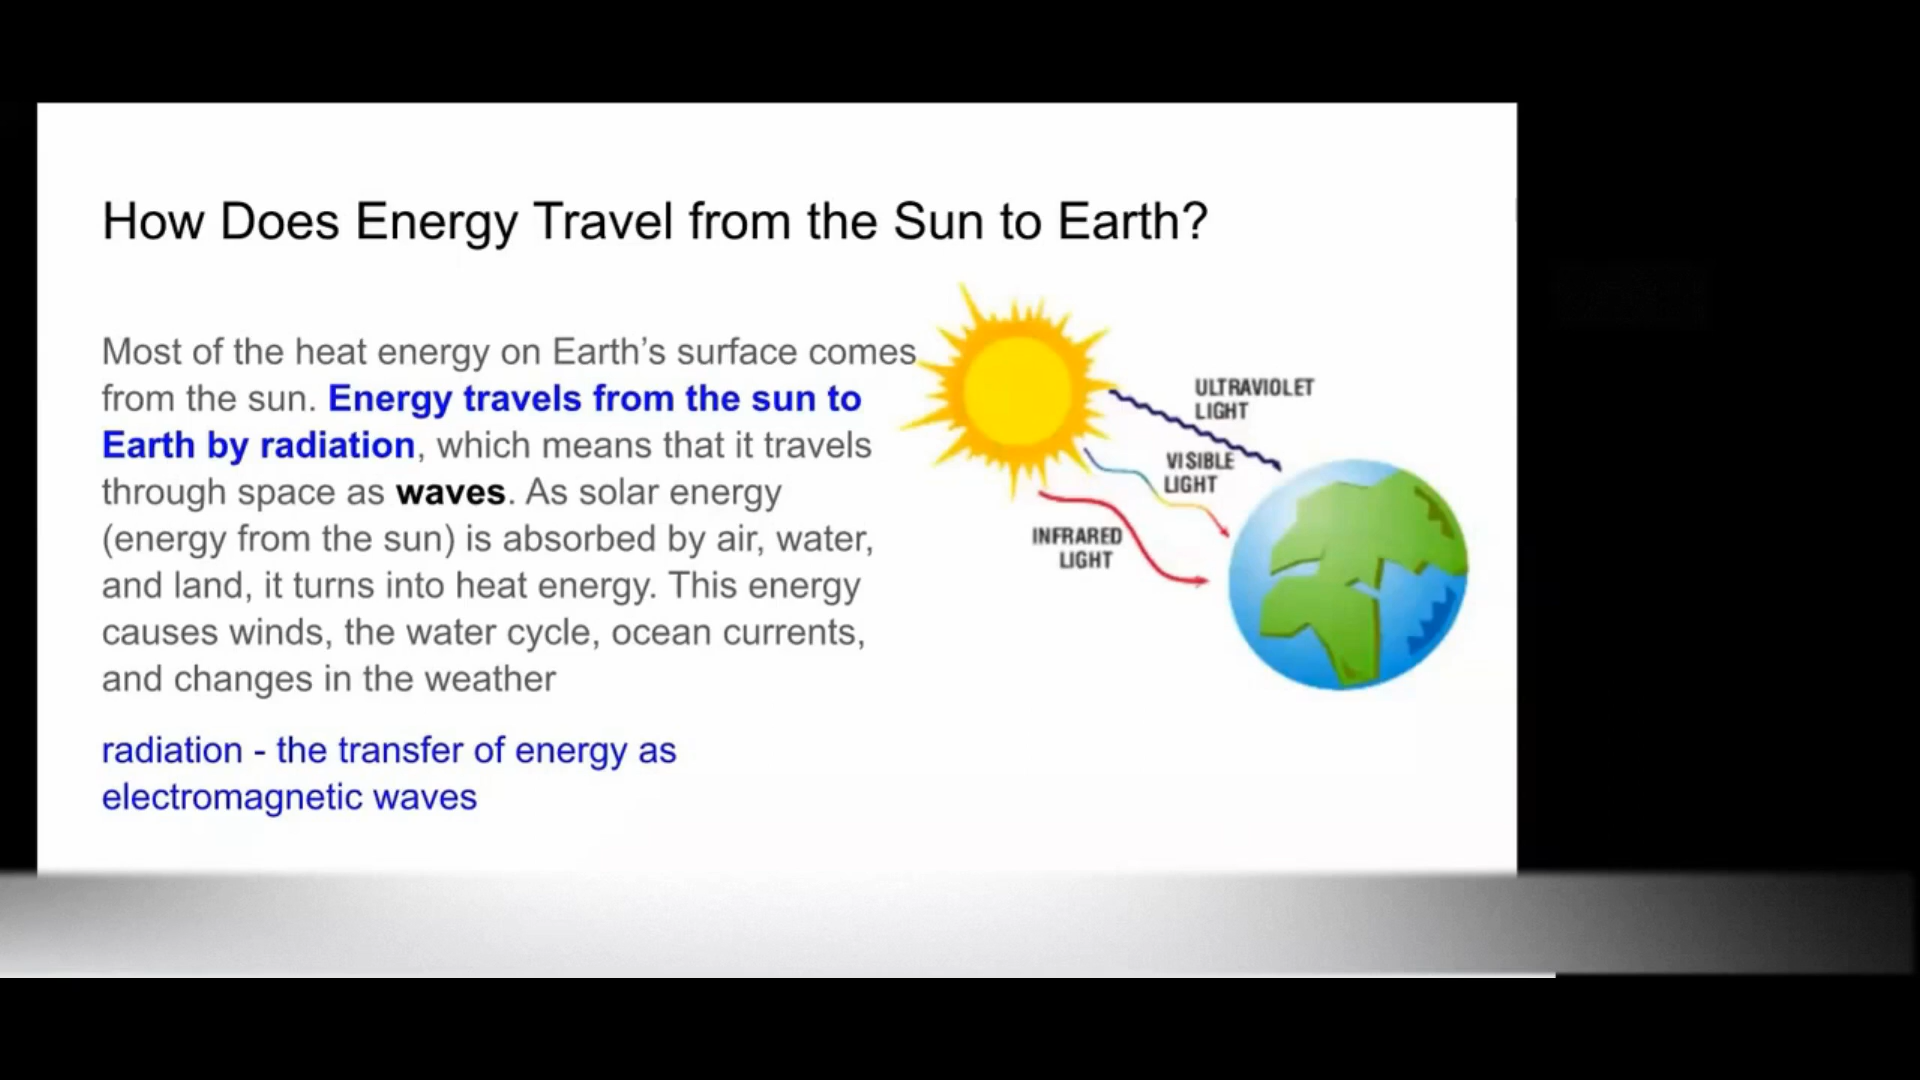 How Does Energy Travel from the Sun to Earth?
Most of the heat energy on Earth’s surface comes
from the sun. Energy travels from the sun to
Earth by radiation, which means that it travels
through space as waves. As solar energy
(energy from the sun) is absorbed by air, water,
and land, it turns into heat energy. This energy
causes winds, the water cycle, ocean currents,
and changes in the weather
radiation - the transfer of energy as
electromagnetic waves
ULTRAVIOLET
LIGHT
VISIBLE
LIGHT
INFRARED
LIGHT